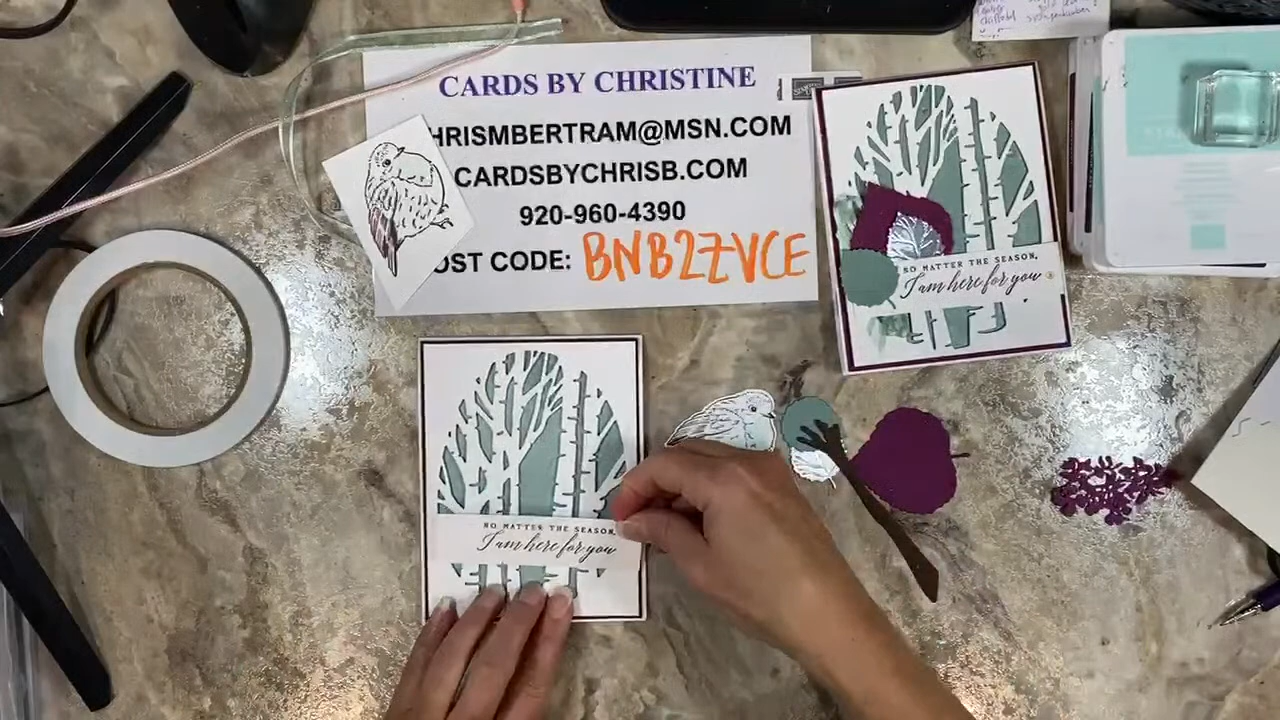 CARDS BY CHRISTINE
HRISMBERTRAM@MSN.COM
CARDSBYCHRISB.COM
920-960-4390
OST CODE: BNB2ZVCE
NO MATTER THE SEASON,
I am here for you
NO MATTER THE SEASON,
I am here for you